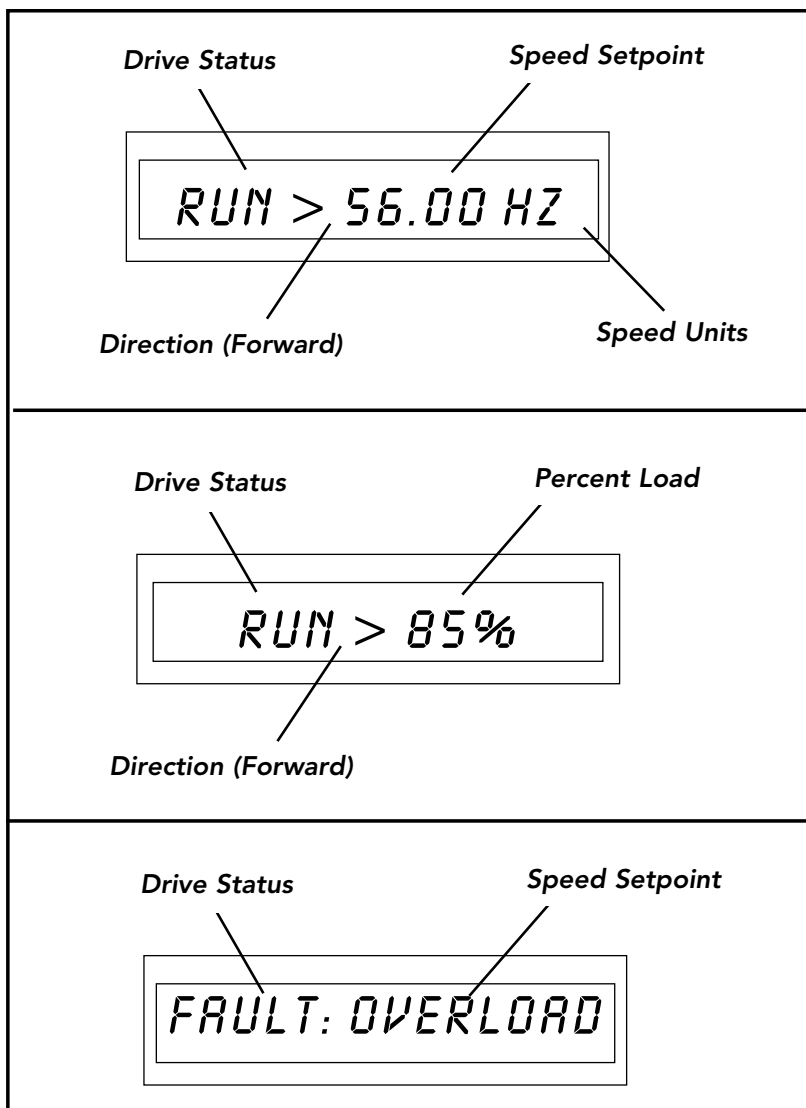 Drive Status
Speed Setpoint
RUN > 56.00 HZ
Direction (Forward)
Speed Units
Drive Status
Percent Load
RUN > 85%
Direction (Forward)
Drive Status
Speed Setpoint
FAULT: OVERLOAD